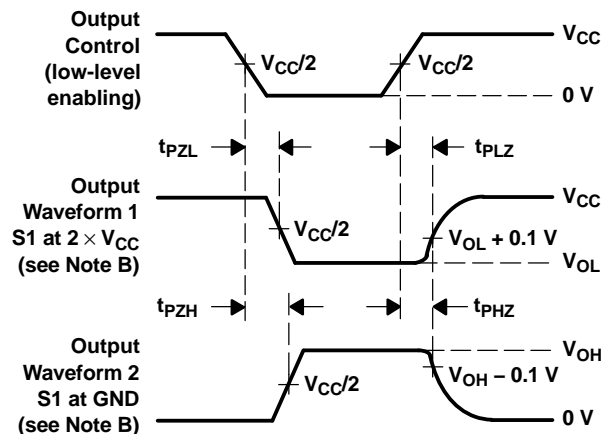 Output
Control
(low-level
enabling)
VCC
VCC/2
VCC/2
0 V
tPZL
tPLZ
Output
Waveform 1
S1 at 2 × VCC
(see Note B)
VCC
VCC/2
VOL + 0.1 V
VOL
tPZH
tPHZ
Output
Waveform 2
S1 at GND
(see Note B)
VOH
VCC/2
VOH − 0.1 V
0 V